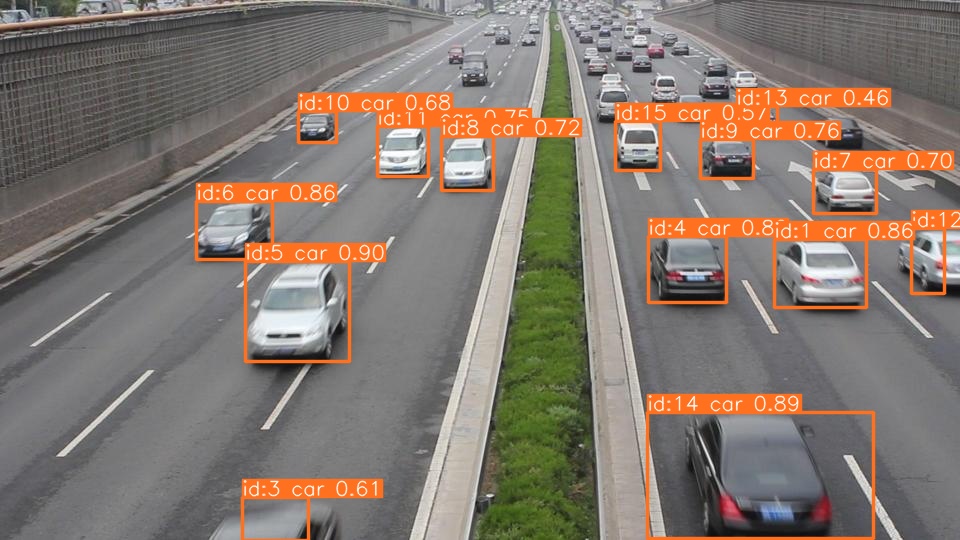 id:10 car 0.68
id:13 car 0.46
id:11 car 0.75
id:15 car 0.57
id:8 car 0.72
id:9 car 0.76
id:7 car 0.70
id:6 car 0.86
id:12
id:4 car 0.8
id:1 car 0.86
id:5 car 0.90
id:14 car 0.89
id:3 car 0.61